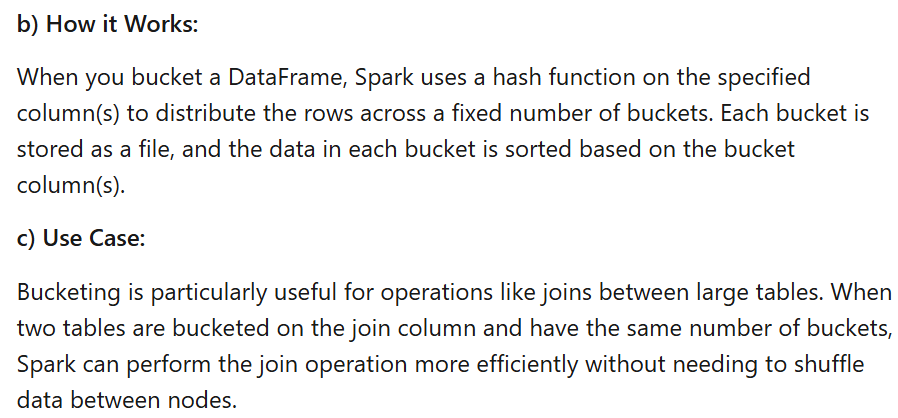 b) How it Works:
When you bucket a DataFrame, Spark uses a hash function on the specified
column(s) to distribute the rows across a fixed number of buckets. Each bucket is
stored as a file, and the data in each bucket is sorted based on the bucket
column(s).
c) Use Case:
Bucketing is particularly useful for operations like joins between large tables. When
two tables are bucketed on the join column and have the same number of buckets,
Spark can perform the join operation more efficiently without needing to shuffle
data between nodes.